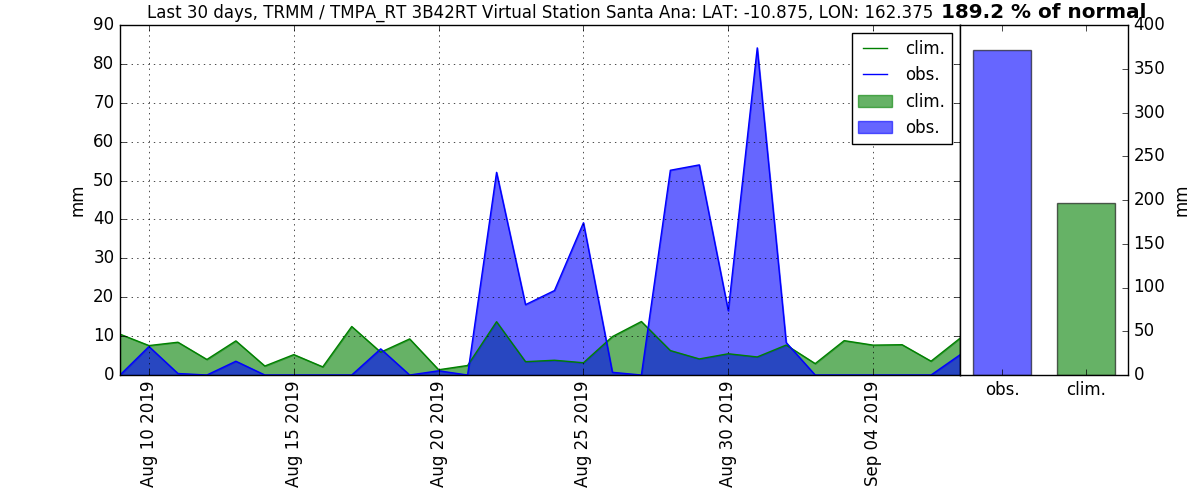 Last 30 days, TRMM / TMPA_RT 3B42RT Virtual Station Santa Ana: LAT: -10.875, LON: 162.375 189.2 % of normal
90
80
70
60
50
40
30
20
10
0
mm
clim.
obs.
clim.
obs.
Aug 10 2019
Aug 15 2019
Aug 20 2019
Aug 25 2019
Aug 30 2019
Sep 04 2019
400
350
300
250
200
150
100
50
0
mm
obs. clim.